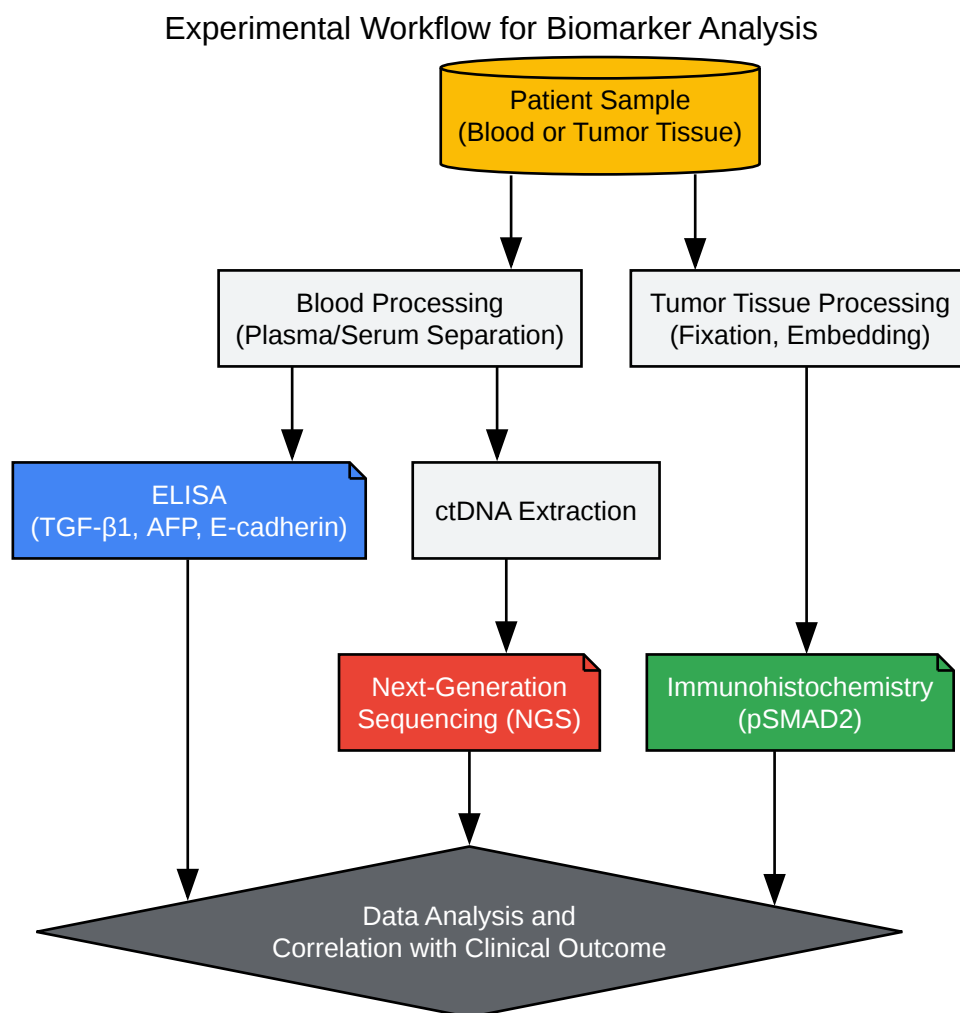 Experimental Workflow for Biomarker Analysis
Patient Sample
(Blood or Tumor Tissue)
Blood Processing
(Plasma/Serum Separation)
Tumor Tissue Processing
(Fixation, Embedding)
ELISA
(TGF-β1, AFP, E-cadherin)
ctDNA Extraction
Next-Generation
Sequencing (NGS)
Immunohistochemistry
(pSMAD2)
Data Analysis and
Correlation with Clinical Outcome